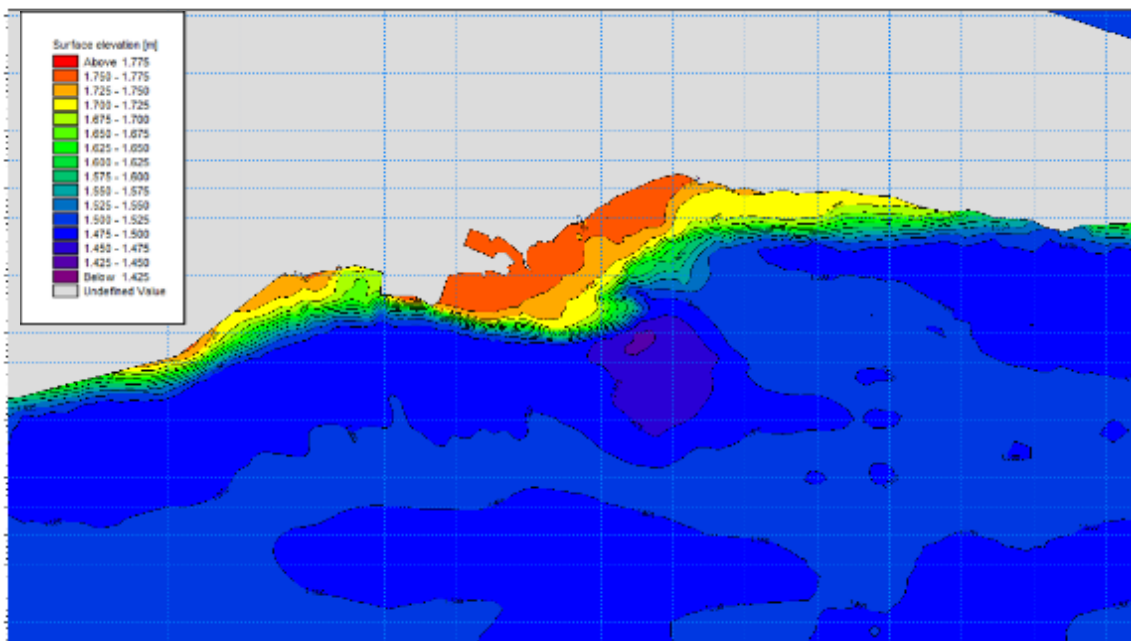 Surface elevation [m]
Above 1.775
1.750 - 1.775
1.725 - 1.750
1.700 - 1.725
1.675 - 1.700
1.650 - 1.675
1.625 - 1.650
1.600 - 1.625
1.575 - 1.600
1.550 - 1.575
1.525 - 1.550
1.500 - 1.525
1.475 - 1.500
1.450 - 1.475
1.425 - 1.450
Below 1.425
Undefined Value